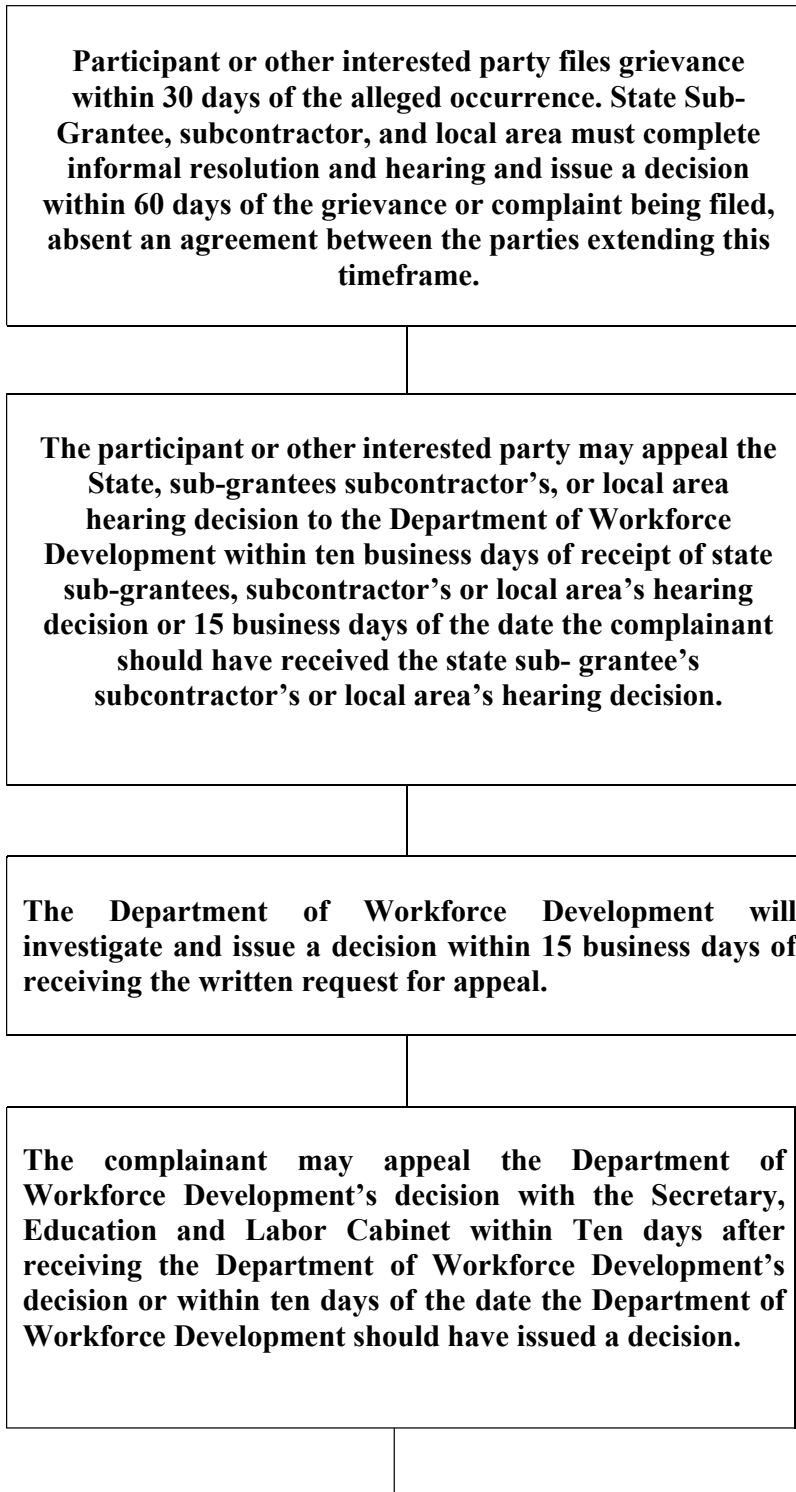 Participant or other interested party files grievance
within 30 days of the alleged occurrence. State Sub-
Grantee, subcontractor, and local area must complete
informal resolution and hearing and issue a decision
within 60 days of the grievance or complaint being filed,
absent an agreement between the parties extending this
timeframe.
The participant or other interested party may appeal the
State, sub-grantees subcontractor’s, or local area
hearing decision to the Department of Workforce
Development within ten business days of receipt of state
sub-grantees, subcontractor’s or local area’s hearing
decision or 15 business days of the date the complainant
should have received the state sub- grantee’s
subcontractor’s or local area’s hearing decision.
The Department of Workforce Development will
investigate and issue a decision within 15 business days of
receiving the written request for appeal.
The complainant may appeal the Department of
Workforce Development’s decision with the Secretary,
Education and Labor Cabinet within Ten days after
receiving the Department of Workforce Development’s
decision or within ten days of the date the Department of
Workforce Development should have issued a decision.